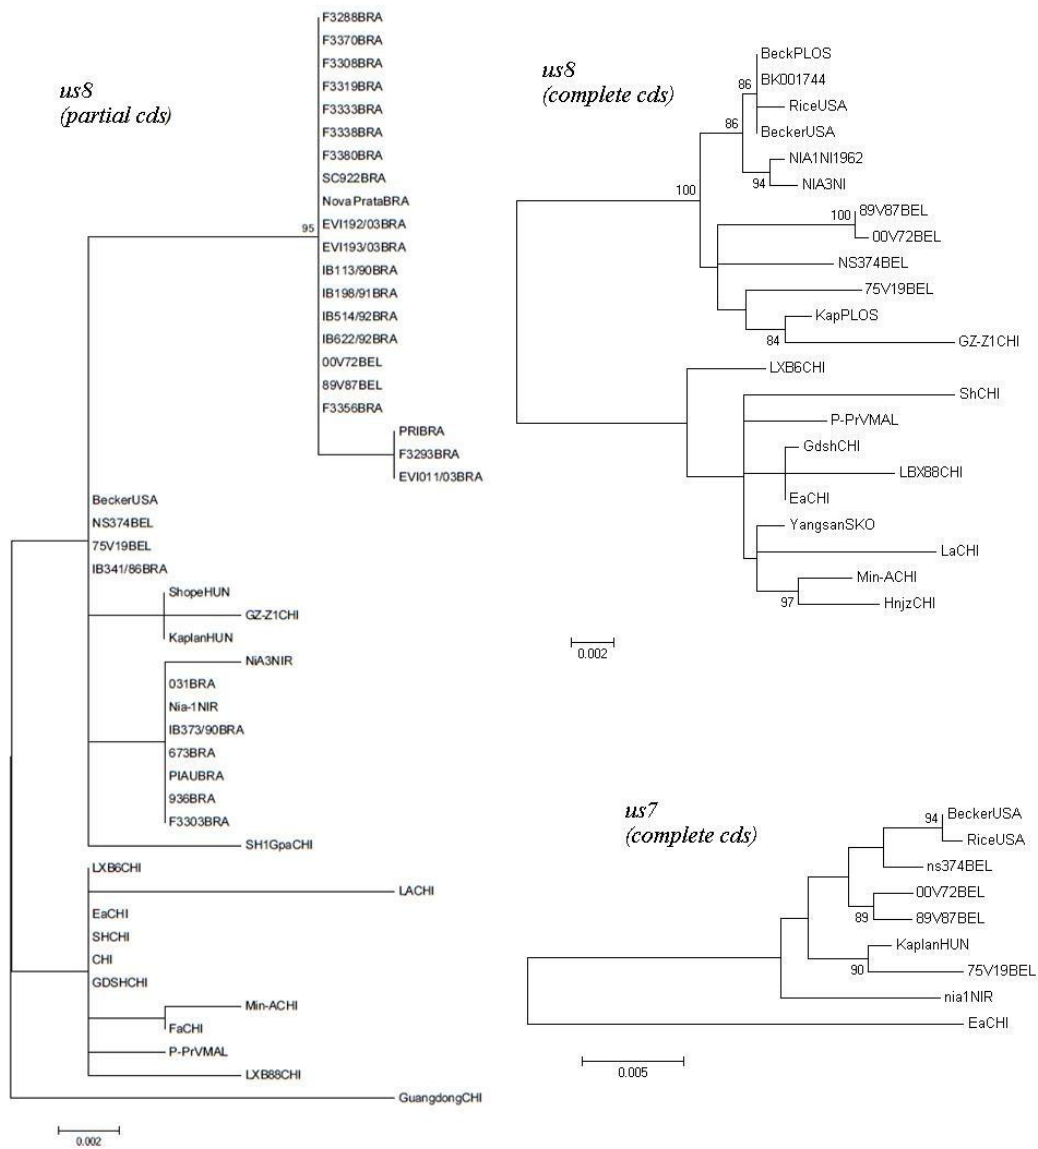 us8
(partial cds)
F3288BRA
F3370BRA
F3308BRA
F3319BRA
F3333BRA
F3338BRA
F3380BRA
SC922BRA
Nova PrataBRA
EVI192/03BRA
EVI193/03BRA
IB113/90BRA
IB198/91BRA
IB514/92BRA
IB622/92BRA
00V72BEL
89V87BEL
F3356BRA
95
PRIBRA
F3293BRA
EVI011/03BRA
BeckerUSA
NS374BEL
75V19BEL
IB341/86BRA
ShopeHUN
GZ-Z1CHI
KaplanHUN
NiA3NIR
031BRA
Nia-1NIR
IB373/90BRA
673BRA
PIAUBRA
936BRA
F3303BRA
SH1GpaCHI
LXB6CHI
LACHI
EaCHI
SHCHI
CHI
GDSHCHI
Min-ACHI
FaCHI
P-PrVMAL
LXB88CHI
GuangdongCHI
0.002
us8
(complete cds)
BeckPLOS
86
BK001744
RiceUSA
86
BeckerUSA
NIA1NI1962
94
NIA3NI
100
100
89V87BEL
00V72BEL
NS374BEL
75V19BEL
KapPLOS
84
GZ-Z1CHI
LXB6CHI
ShCHI
P-PrVMAL
GdshCHI
LBX88CHI
EaCHI
YangsanSKO
LaCHI
Min-ACHI
97
HnjzCHI
0.002
us7
(complete cds)
94
BeckerUSA
RiceUSA
ns374BEL
00V72BEL
89
89V87BEL
KaplanHUN
90
75V19BEL
nia1NIR
EaCHI
0.005